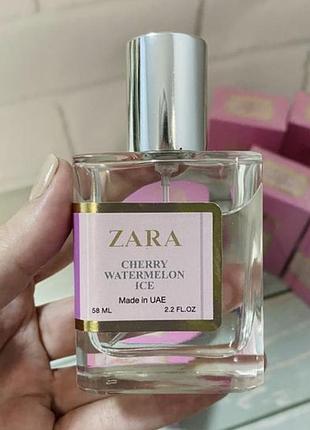 ZARA
CHERRY
WATERMELON
ICE
Made in UAE
58 ML 2.2 FL.OZ